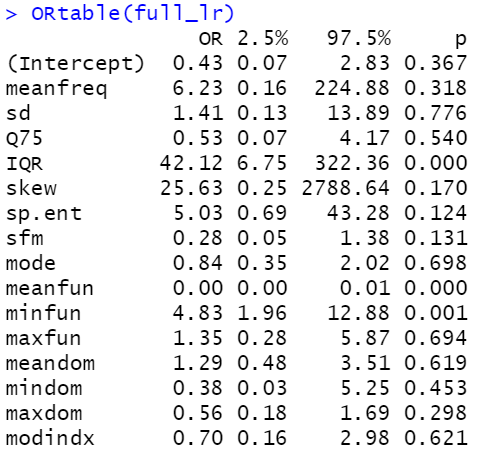 > ORtable(full_lr)
OR 2.5% 97.5% p
(Intercept) 0.43 0.07 2.83 0.367
meanfreq 6.23 0.16 224.88 0.318
sd 1.41 0.13 13.89 0.776
Q75 0.53 0.07 4.17 0.540
IQR 42.12 6.75 322.36 0.000
skew 25.63 0.25 2788.64 0.170
sp.ent 5.03 0.69 43.28 0.124
sfm 0.28 0.05 1.38 0.131
mode 0.84 0.35 2.02 0.698
meanfun 0.00 0.00 0.01 0.000
minfun 4.83 1.96 12.88 0.001
maxfun 1.35 0.28 5.87 0.694
meandom 1.29 0.48 3.51 0.619
mindom 0.38 0.03 5.25 0.453
maxdom 0.56 0.18 1.69 0.298
modindx 0.70 0.16 2.98 0.621